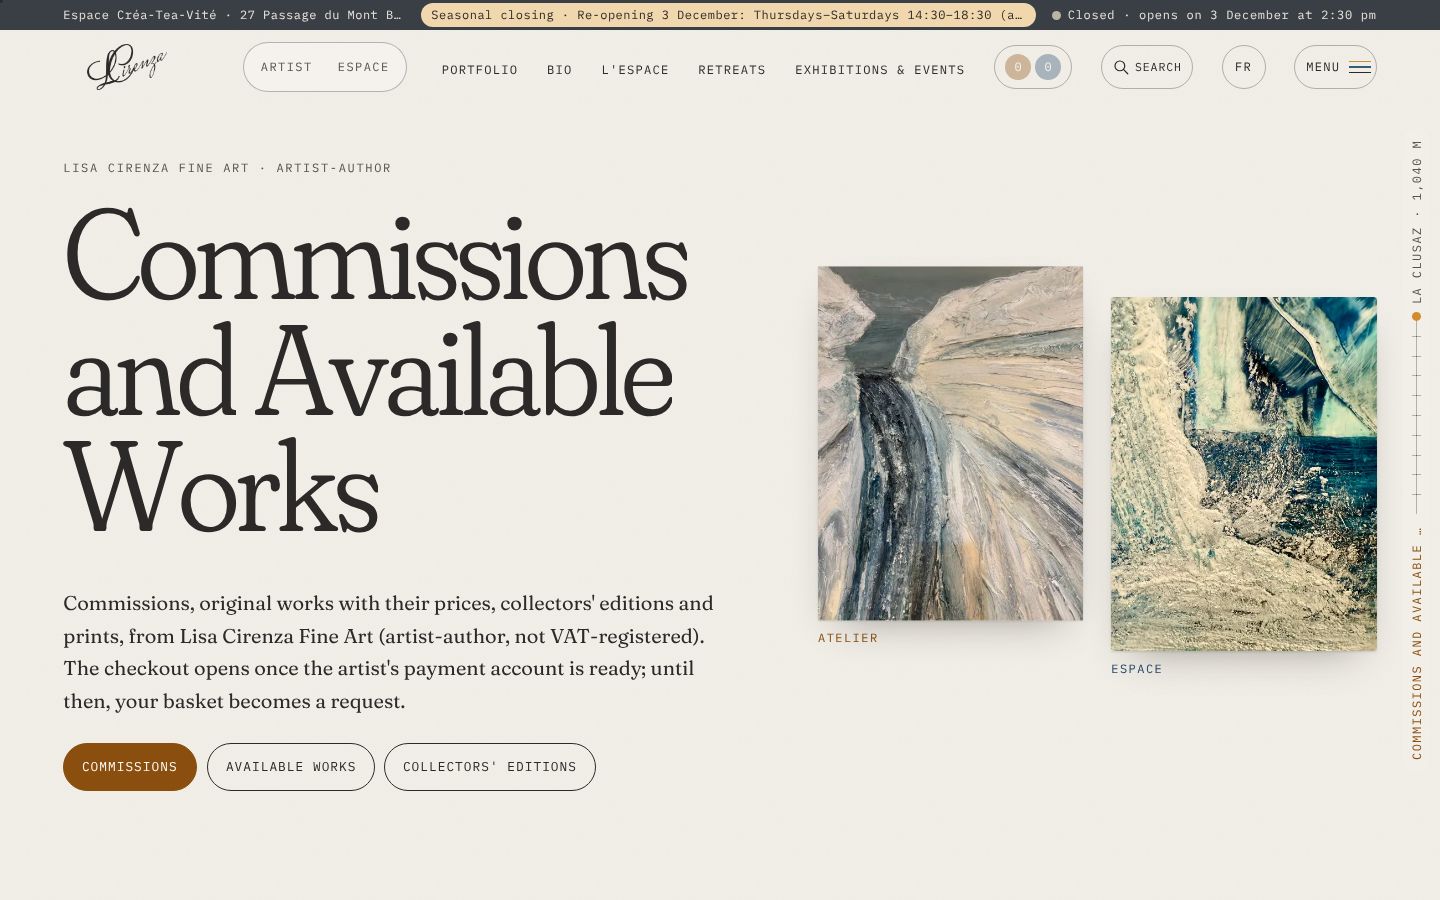 Espace Créa-Tea-Vité · 27 Passage du Mont B…
Seasonal closing · Re-opening 3 December: Thursdays–Saturdays 14:30–18:30 (a…
Closed · opens on 3 December at 2:30 pm
Cirenza
ARTIST
ESPACE
PORTFOLIO
BIO
L'ESPACE
RETREATS
EXHIBITIONS & EVENTS
0
0
SEARCH
FR
MENU
LISA CIRENZA FINE ART · ARTIST-AUTHOR
Commissions
and Available
Works
Commissions, original works with their prices, collectors' editions and
prints, from Lisa Cirenza Fine Art (artist-author, not VAT-registered).
The checkout opens once the artist's payment account is ready; until
then, your basket becomes a request.
COMMISSIONS
AVAILABLE WORKS
COLLECTORS' EDITIONS
ATELIER
ESPACE
LA CLUSAZ · 1,040 M
COMMISSIONS AND AVAILABLE …